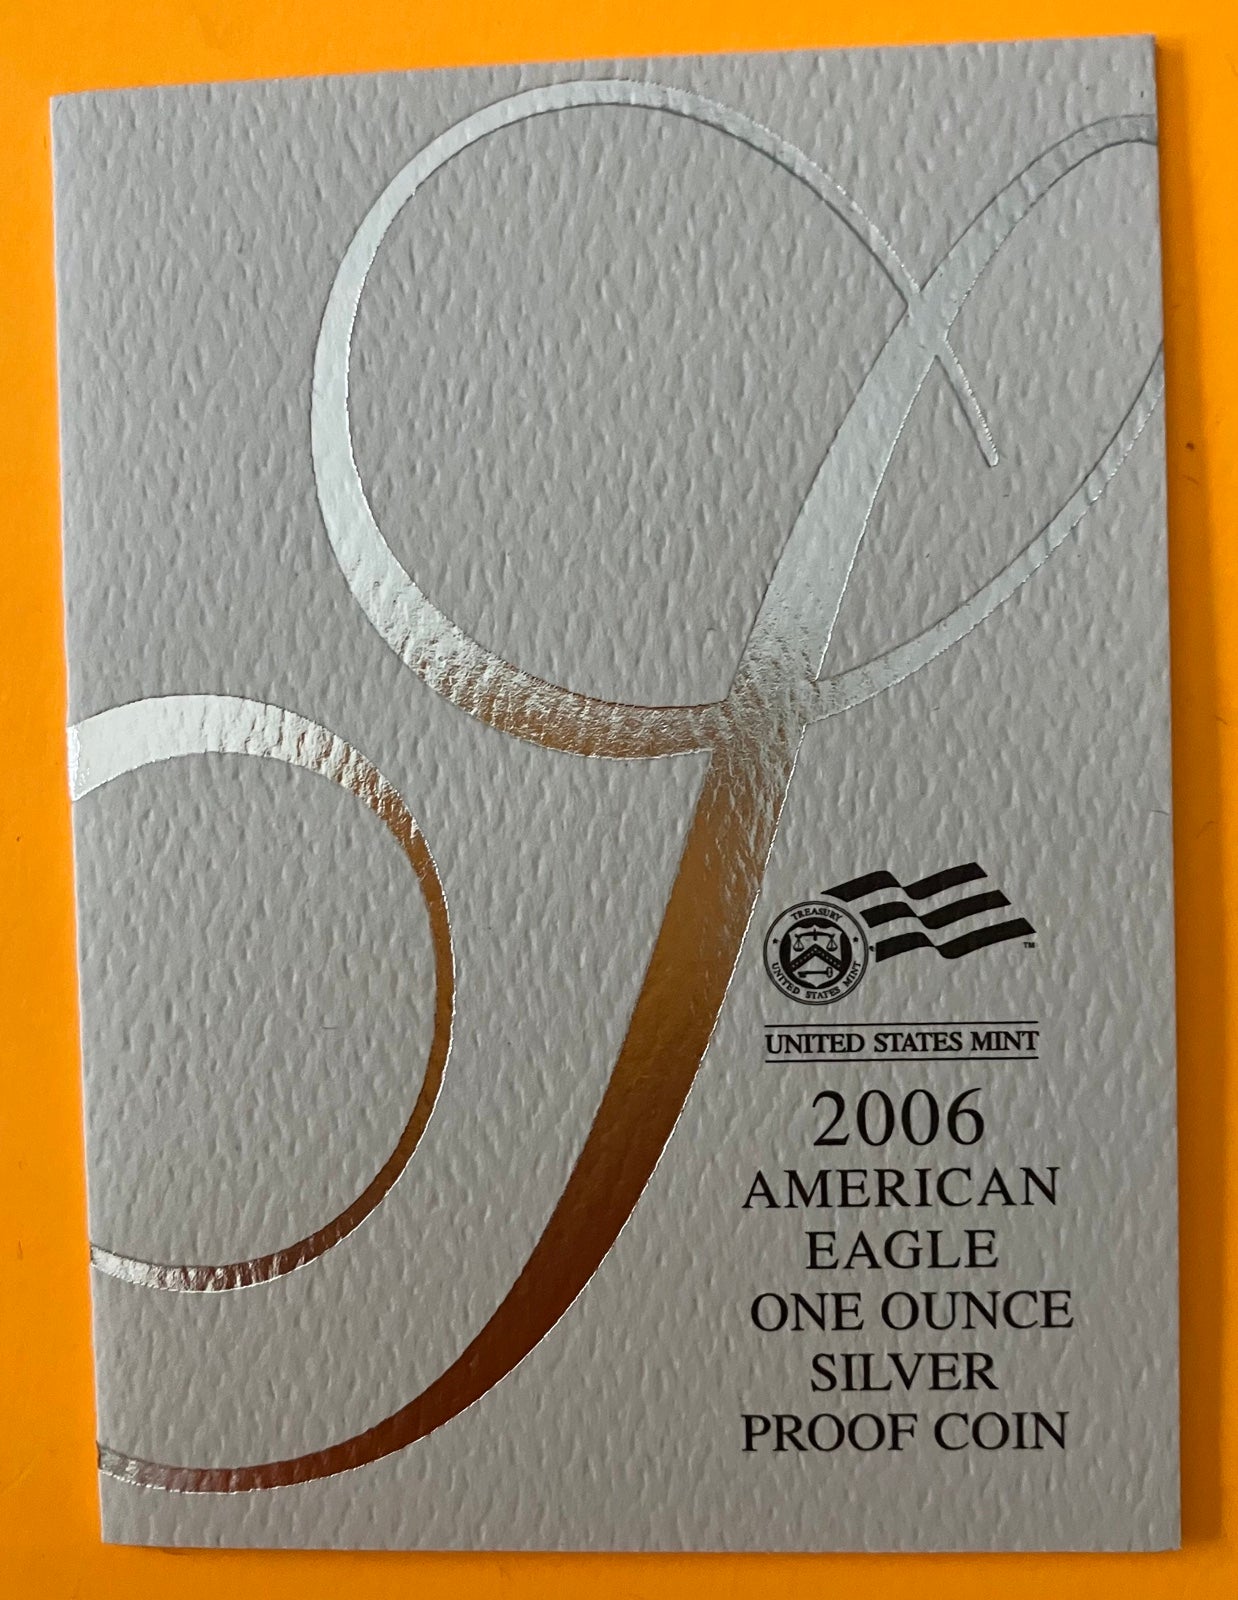 TREASURY
UNITED STATES MINT
TM
UNITED STATES MINT
2006
AMERICAN
EAGLE
ONE OUNCE
SILVER
PROOF COIN